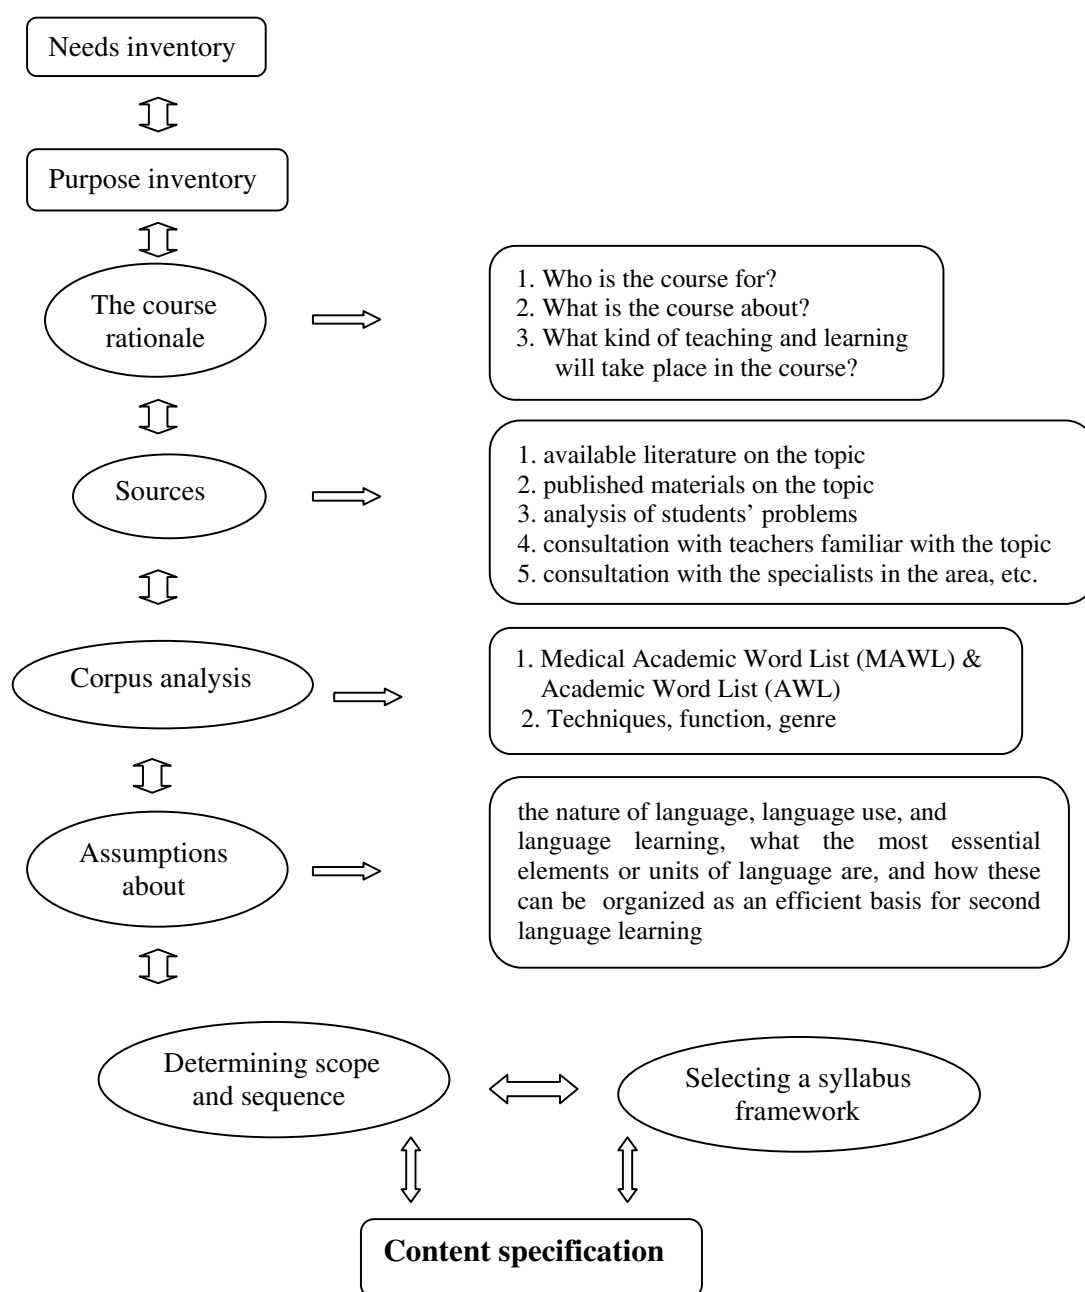 Needs inventory
Purpose inventory
The course
rationale
1. Who is the course for?
2. What is the course about?
3. What kind of teaching and learning
will take place in the course?
Sources
1. available literature on the topic
2. published materials on the topic
3. analysis of students’ problems
4. consultation with teachers familiar with the topic
5. consultation with the specialists in the area, etc.
Corpus analysis
1. Medical Academic Word List (MAWL) &
Academic Word List (AWL)
2. Techniques, function, genre
Assumptions
about
the nature of language, language use, and
language learning, what the most essential
elements or units of language are, and how these
can be organized as an efficient basis for second
language learning
Determining scope
and sequence
Selecting a syllabus
framework
Content specification